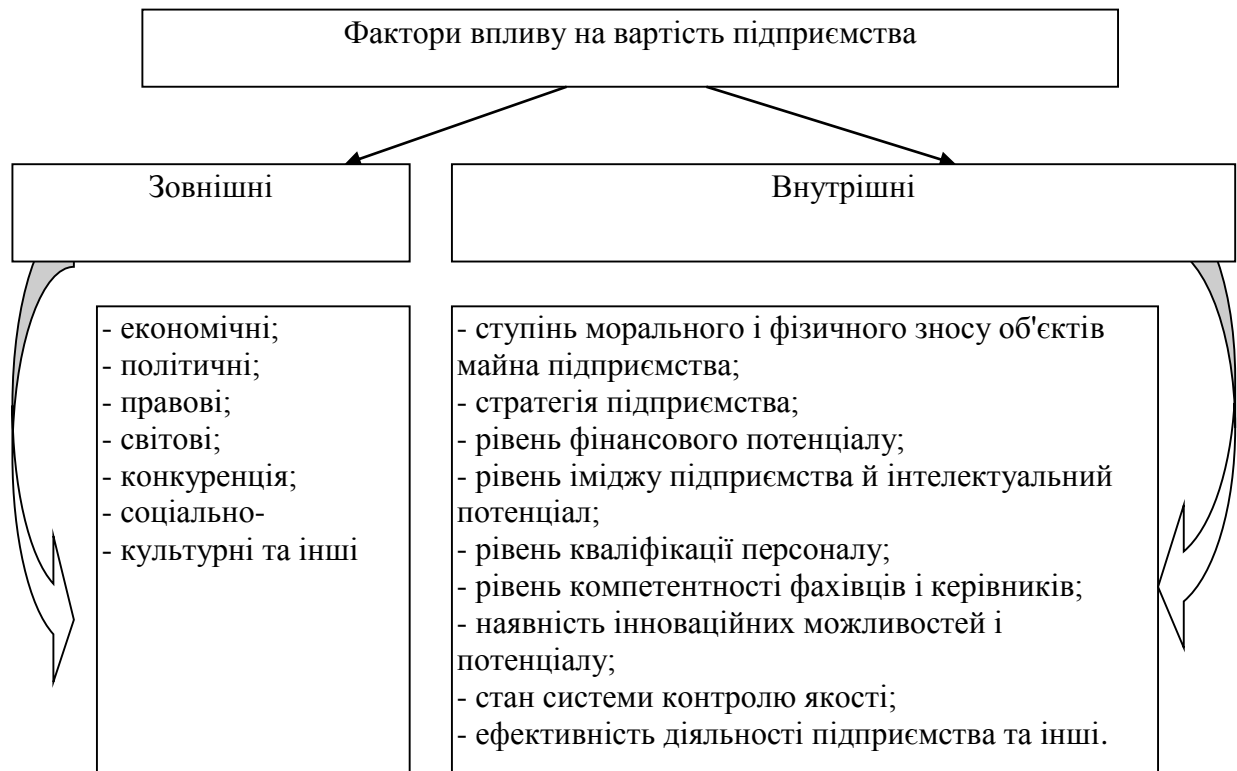 Фактори впливу на вартість підприємства
Зовнішні
Внутрішні
- економічні;
- політичні;
- правові;
- світові;
- конкуренція;
- соціально-
- культурні та інші
- ступінь морального і фізичного зносу об'єктів
майна підприємства;
- стратегія підприємства;
- рівень фінансового потенціалу;
- рівень іміджу підприємства й інтелектуальний
потенціал;
- рівень кваліфікації персоналу;
- рівень компетентності фахівців і керівників;
- наявність інноваційних можливостей і
потенціалу;
- стан системи контролю якості;
- ефективність діяльності підприємства та інші.